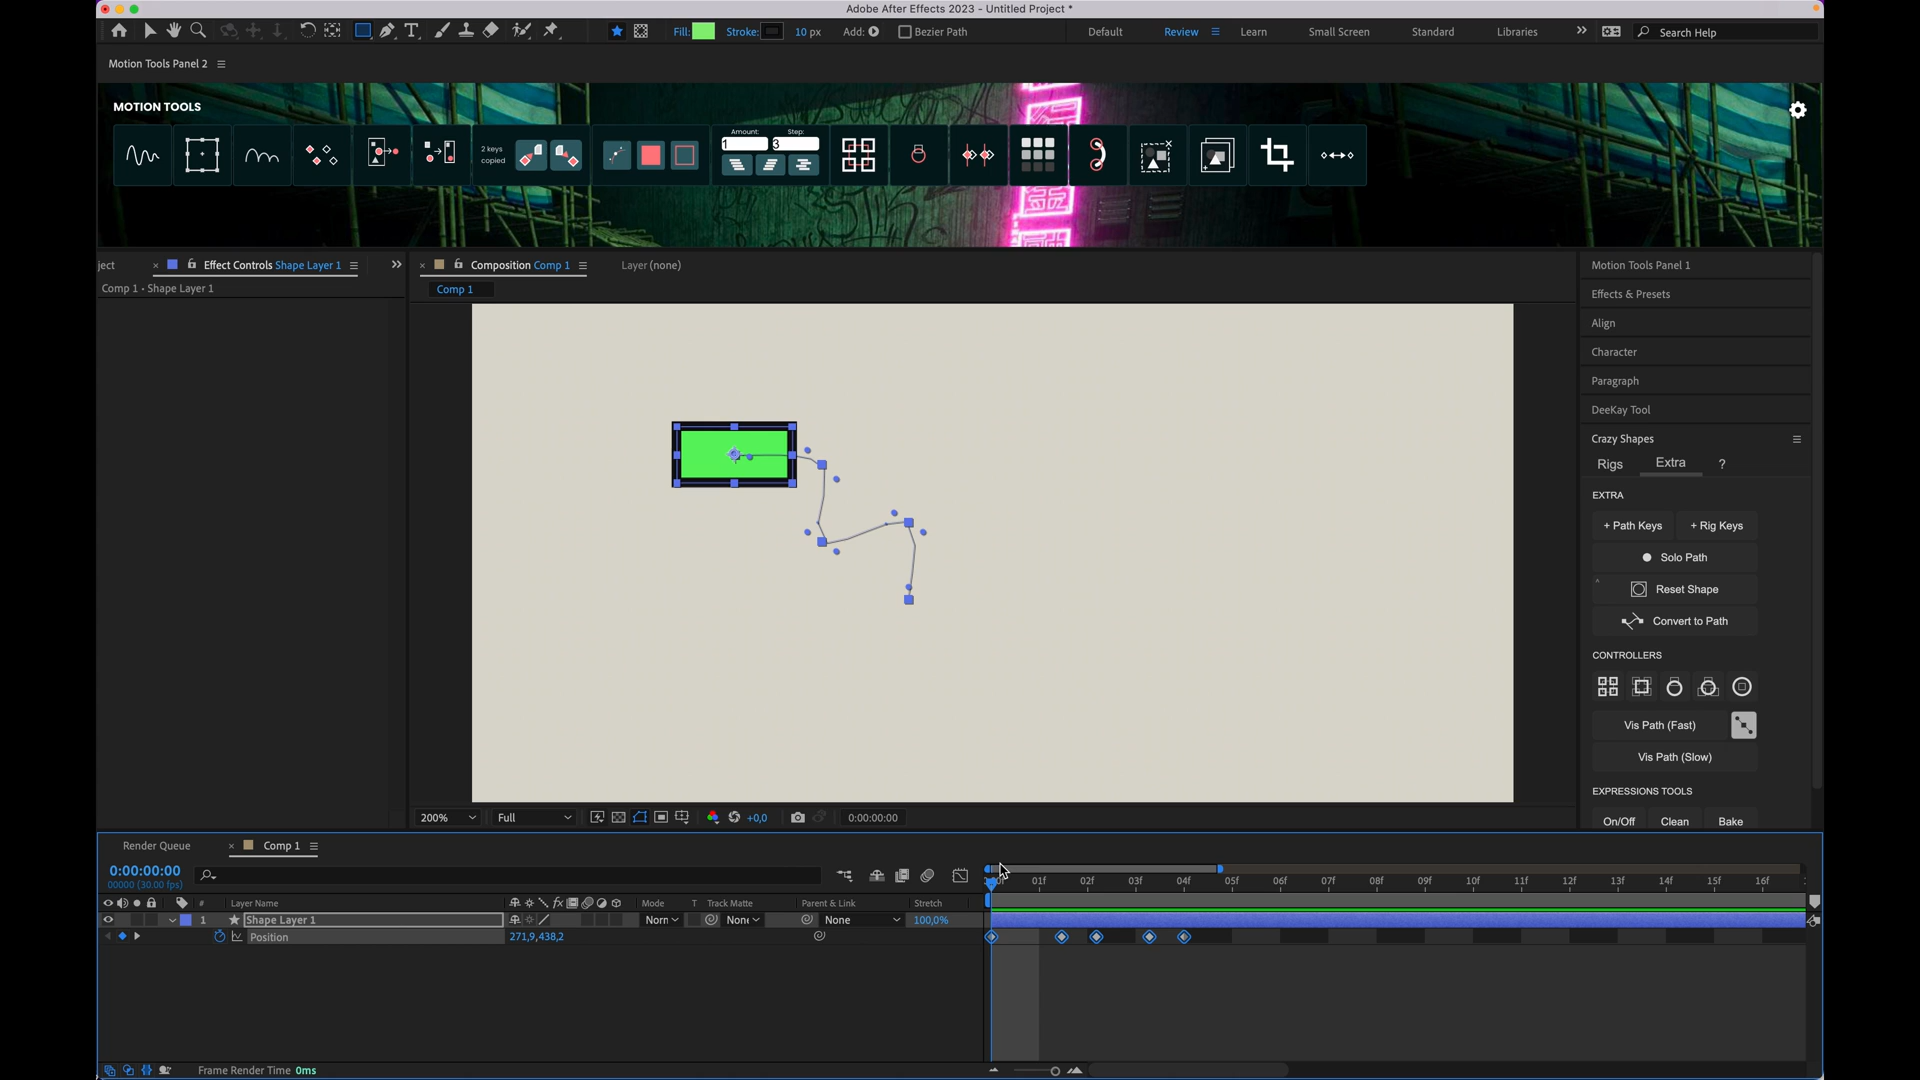 Adobe After Effects 2023 - Untitled Project *
Fill: Stroke: 10 px Add: Bezier Path Default Review Learn Small Screen Standard Libraries Search Help
Motion Tools Panel 2
MOTION TOOLS
2 keys
copied
Amount: Step:
1 3
ject Effect Controls Shape Layer 1 Composition Comp 1 Layer (none)
Comp 1 • Shape Layer 1
Comp 1
Motion Tools Panel 1
Effects & Presets
Align
Character
Paragraph
DeeKay Tool
Crazy Shapes
Rigs Extra ?
EXTRA
+ Path Keys + Rig Keys
Solo Path
Reset Shape
Convert to Path
CONTROLLERS
Vis Path (Fast)
Vis Path (Slow)
EXPRESSIONS TOOLS
On/Off Clean Bake
200% Full +0,0 0:00:00:00
Render Queue Comp 1
0:00:00:00
00000 (30.00 fps)
01f 02f 03f 04f 05f 06f 07f 08f 09f 10f 11f 12f 13f 14f 15f 16f
# Layer Name Mode T Track Matte Parent & Link Stretch
1 Shape Layer 1 Norn None None 100,0%
Position 271,9,438,2
Frame Render Time 0ms